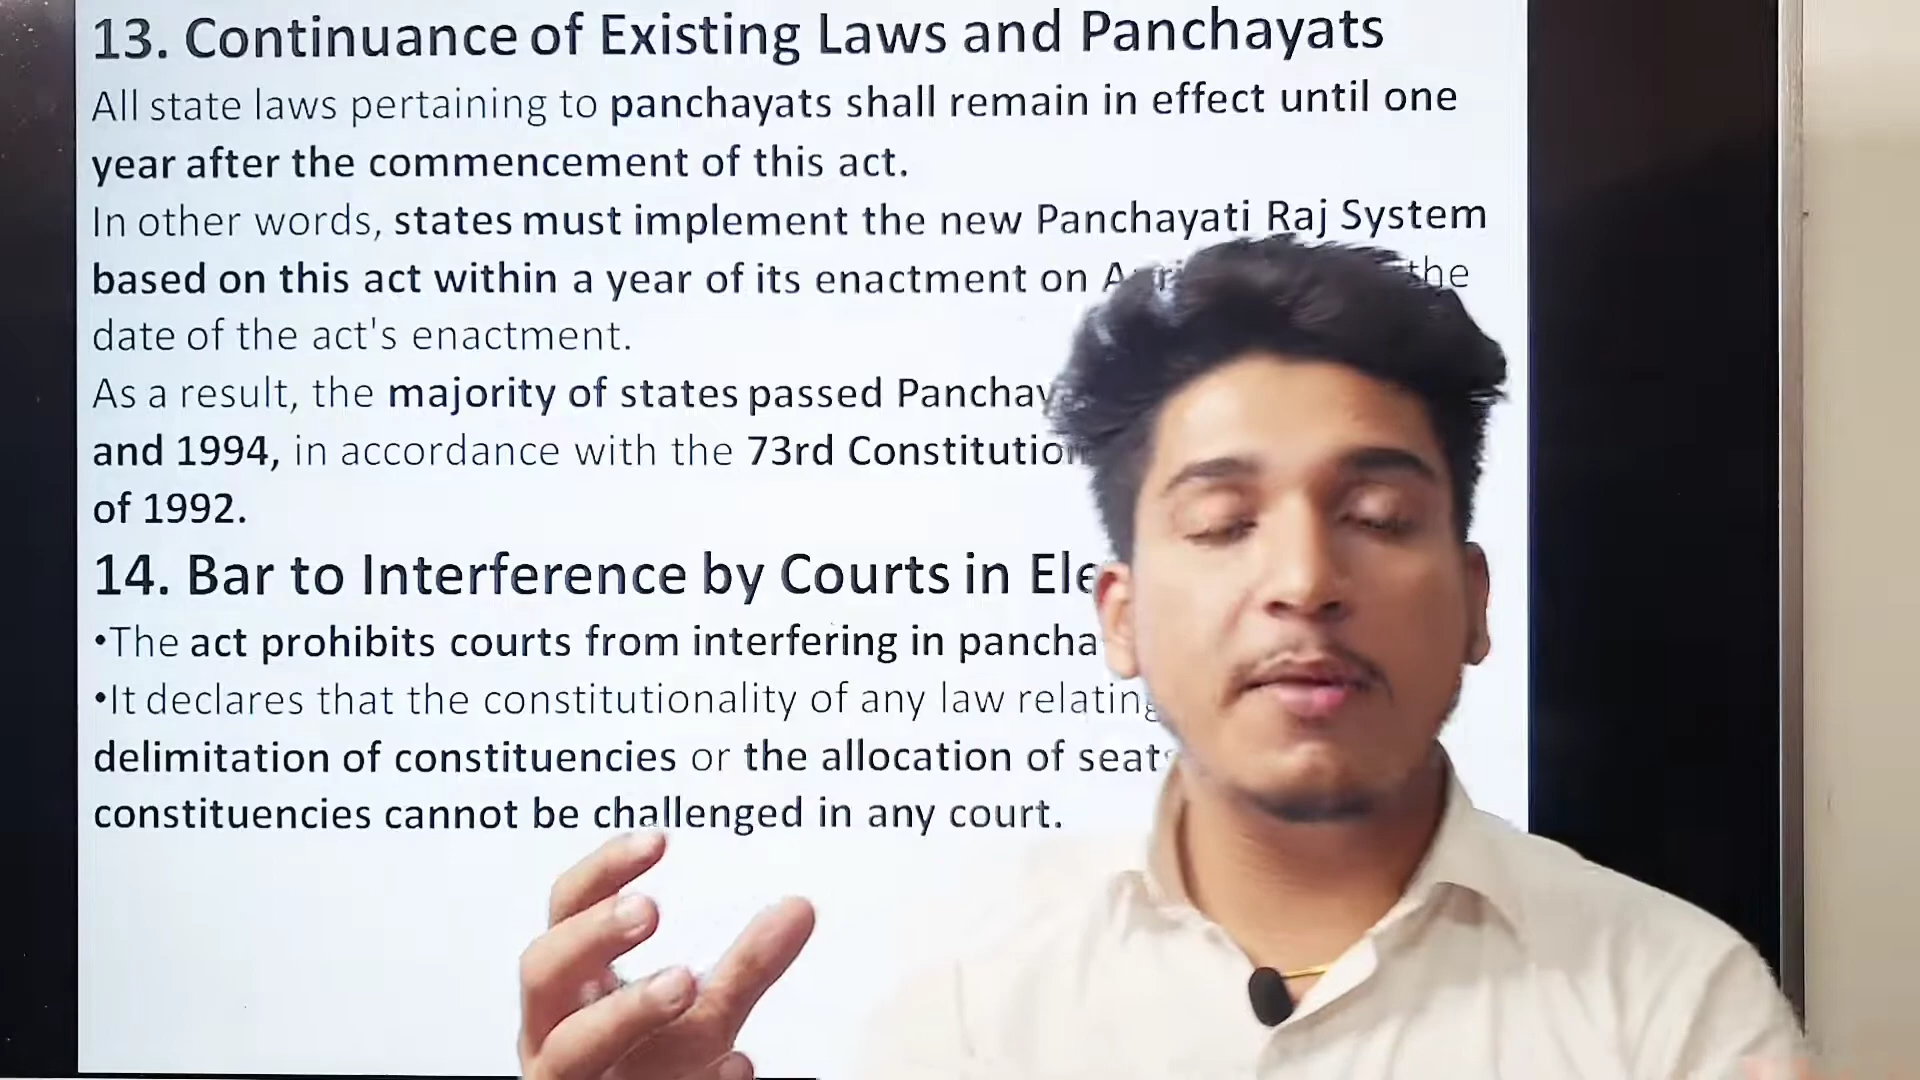 13. Continuance of Existing Laws and Panchayats
All state laws pertaining to panchayats shall remain in effect until one
year after the commencement of this act.
In other words, states must implement the new Panchayati Raj System
based on this act within a year of its enactment on the
date of the act's enactment.
As a result, the majority of states passed
and 1994, in accordance with the 73rd
of 1992.
14. Bar to Interference by Courts in
•The act prohibits courts from interfering in
•It declares that the constitutionality of any law relating
delimitation of constituencies or the allocation of seats
constituencies cannot be challenged in any court.